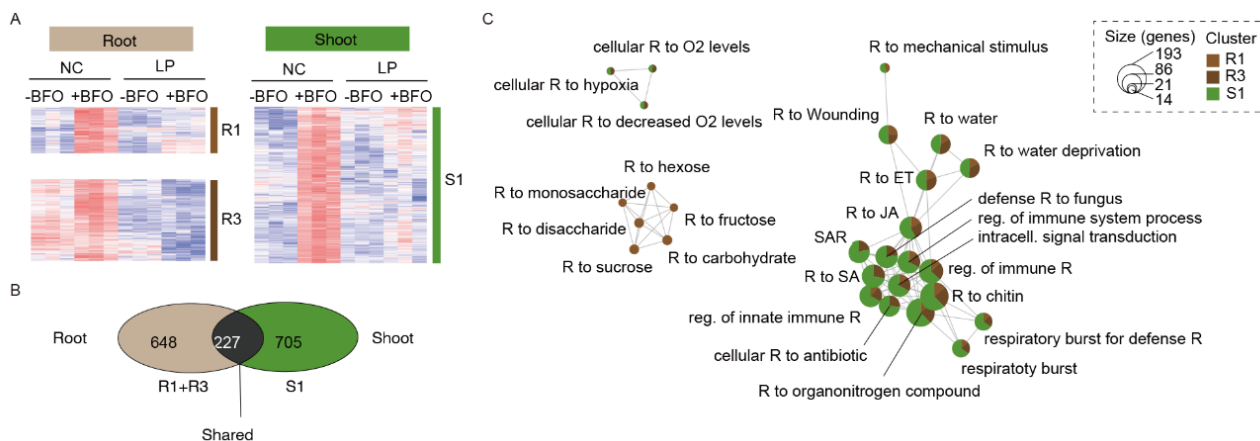 A
Root
Shoot
NC
LP
NC
LP
-BFO +BFO -BFO +BFO
-BFO +BFO -BFO +BFO
R1
R3
S1
B
Root
648
227
705
Shoot
R1+R3
S1
Shared
C
cellular R to O2 levels
cellular R to hypoxia
cellular R to decreased O2 levels
R to hexose
R to monosaccharide
R to disaccharide
R to fructose
R to sucrose
R to carbohydrate
R to mechanical stimulus
R to Wounding
R to water
R to water deprivation
R to ET
R to JA
defense R to fungus
reg. of immune system process
intracell. signal transduction
SAR
R to SA
reg. of immune R
R to chitin
reg. of innate immune R
cellular R to antibiotic
respiratory burst for defense R
respiratoty burst
R to organonitrogen compound
Size (genes)
193
86
21
14
Cluster
R1
R3
S1